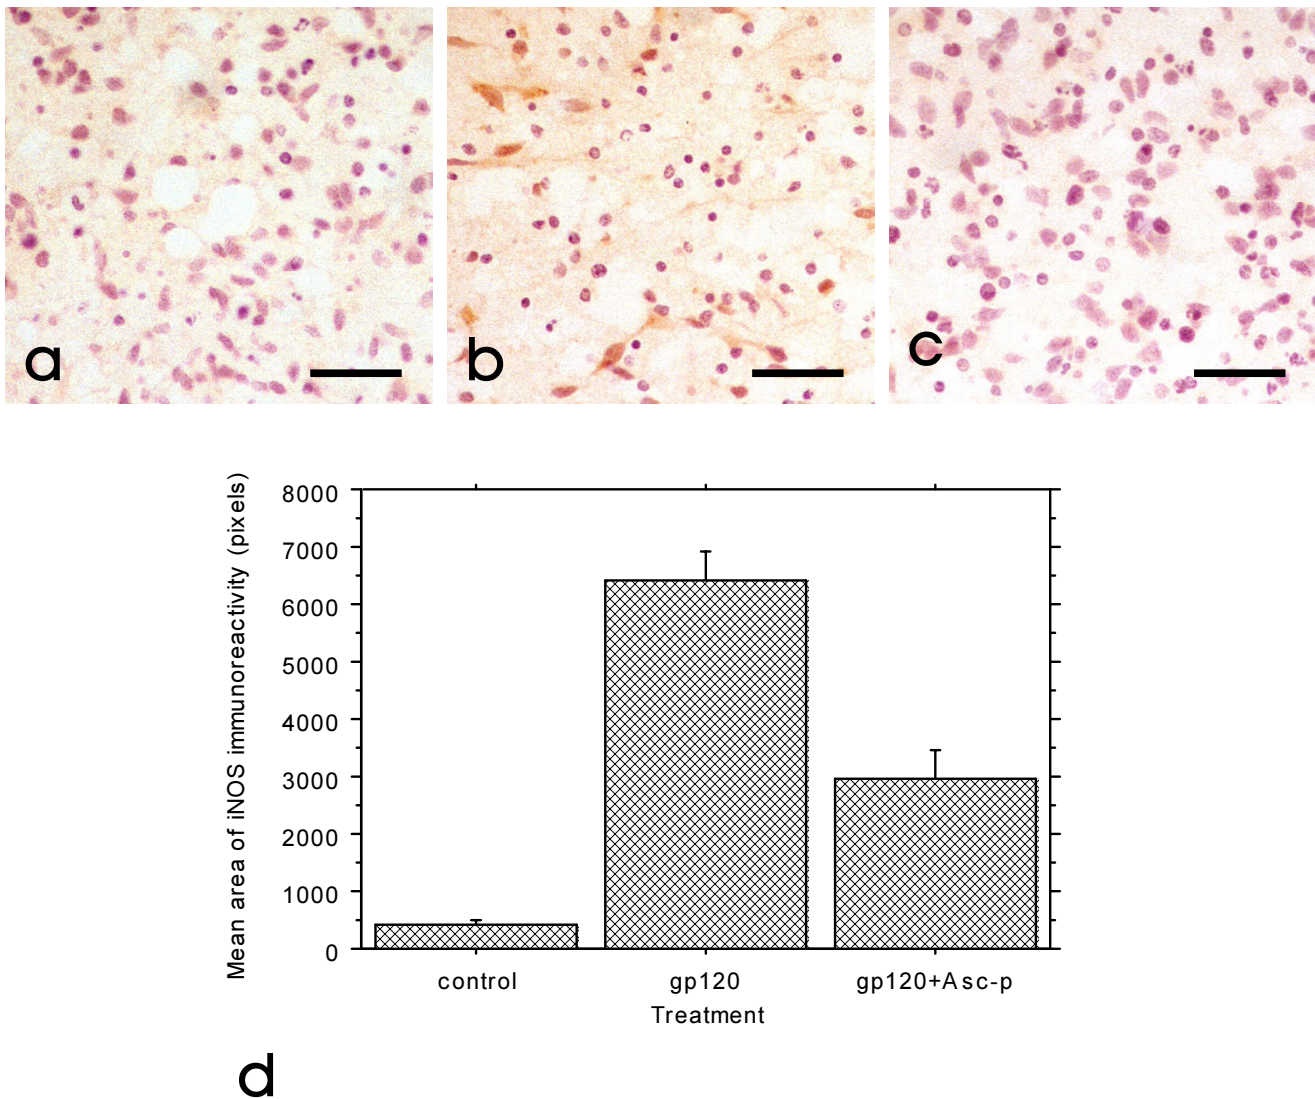 a
b
c
Mean area of iNOS immunoreactivity (pixels)
8000
7000
6000
5000
4000
3000
2000
1000
0
control
gp120
gp120+Asc-p
Treatment
d